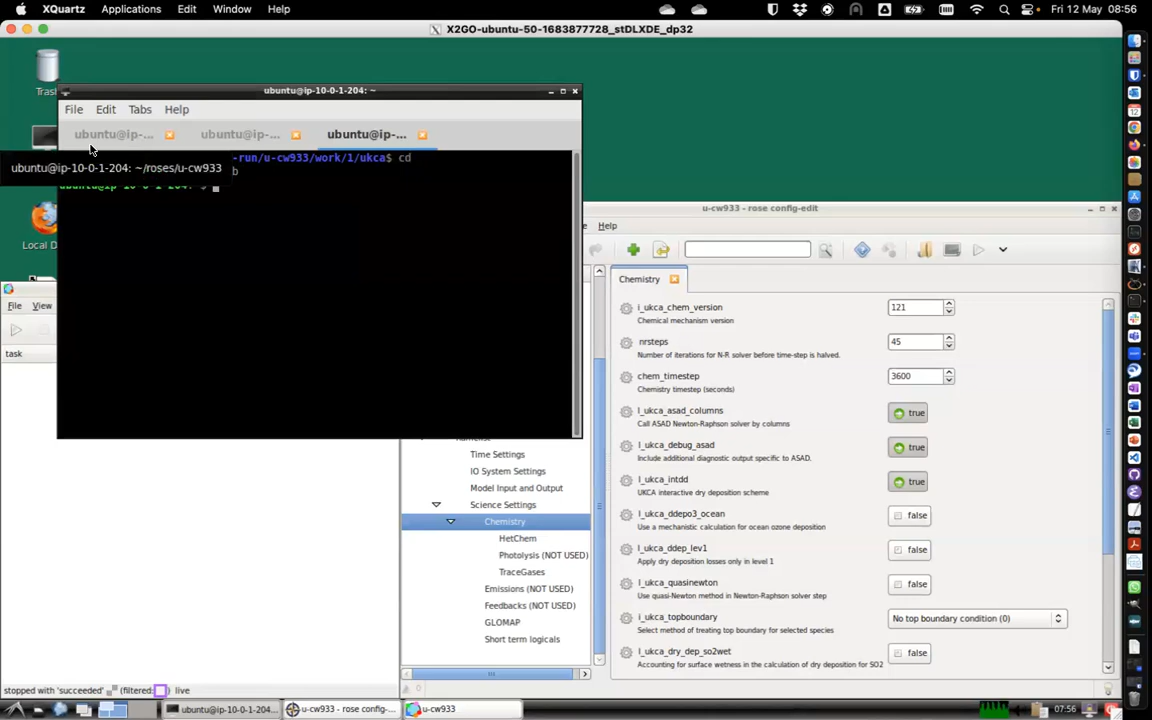 XQuartz Applications Edit Window Help
Fri 12 May 08:56
X2GO-ubuntu-50-1683877728_stDLXDE_dp32
Tras
ubuntu@ip-10-0-1-204: ~
File Edit Tabs Help
ubuntu@ip-... ubuntu@ip-... ubuntu@ip-...
-run/u-cw933/work/1/ukca$ cd
ubuntu@ip-10-0-1-204: ~/roses/u-cw933
b
ubuntu@ip-10-0-1-204: $
Local D
File View
task
u-cw933 - rose config-edit
Help
Chemistry
i_ukca_chem_version 121
Chemical mechanism version
nrsteps 45
Number of iterations for N-R solver before time-step is halved.
chem_timestep 3600
Chemistry timestep (seconds)
l_ukca_asad_columns true
Call ASAD Newton-Raphson solver by columns
l_ukca_debug_asad true
Include additional diagnostic output specific to ASAD.
l_ukca_intdd true
UKCA interactive dry deposition scheme
l_ukca_ddepo3_ocean false
Use a mechanistic calculation for ocean ozone deposition
l_ukca_ddep_lev1 false
Apply dry deposition losses only in level 1
l_ukca_quasinewton false
Use quasi-Newton method in Newton-Raphson solver step
i_ukca_topboundary No top boundary condition (0)
Select method of treating top boundary for selected species
l_ukca_dry_dep_so2wet false
Accounting for surface wetness in the calculation of dry deposition for SO2
Time Settings
IO System Settings
Model Input and Output
Science Settings
Chemistry
HetChem
Photolysis (NOT USED)
TraceGases
Emissions (NOT USED)
Feedbacks (NOT USED)
GLOMAP
Short term logicals
stopped with 'succeeded' (filtered: ) live
ubuntu@ip-10-0-1-204... u-cw933 - rose config-... u-cw933
07:56